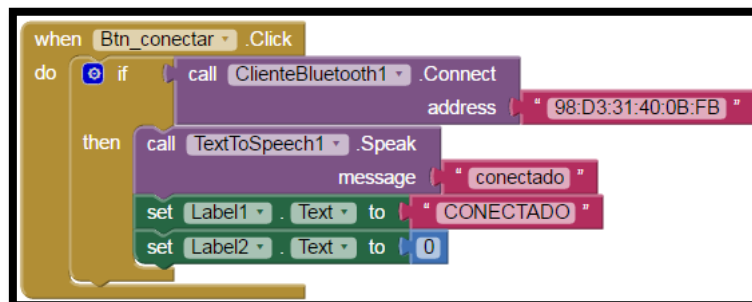 when Btn_conectar .Click
do if call ClienteBluetooth1 .Connect
address " 98:D3:31:40:0B:FB "
then call TextToSpeech1 .Speak
message " conectado "
set Label1 . Text to " CONECTADO "
set Label2 . Text to 0